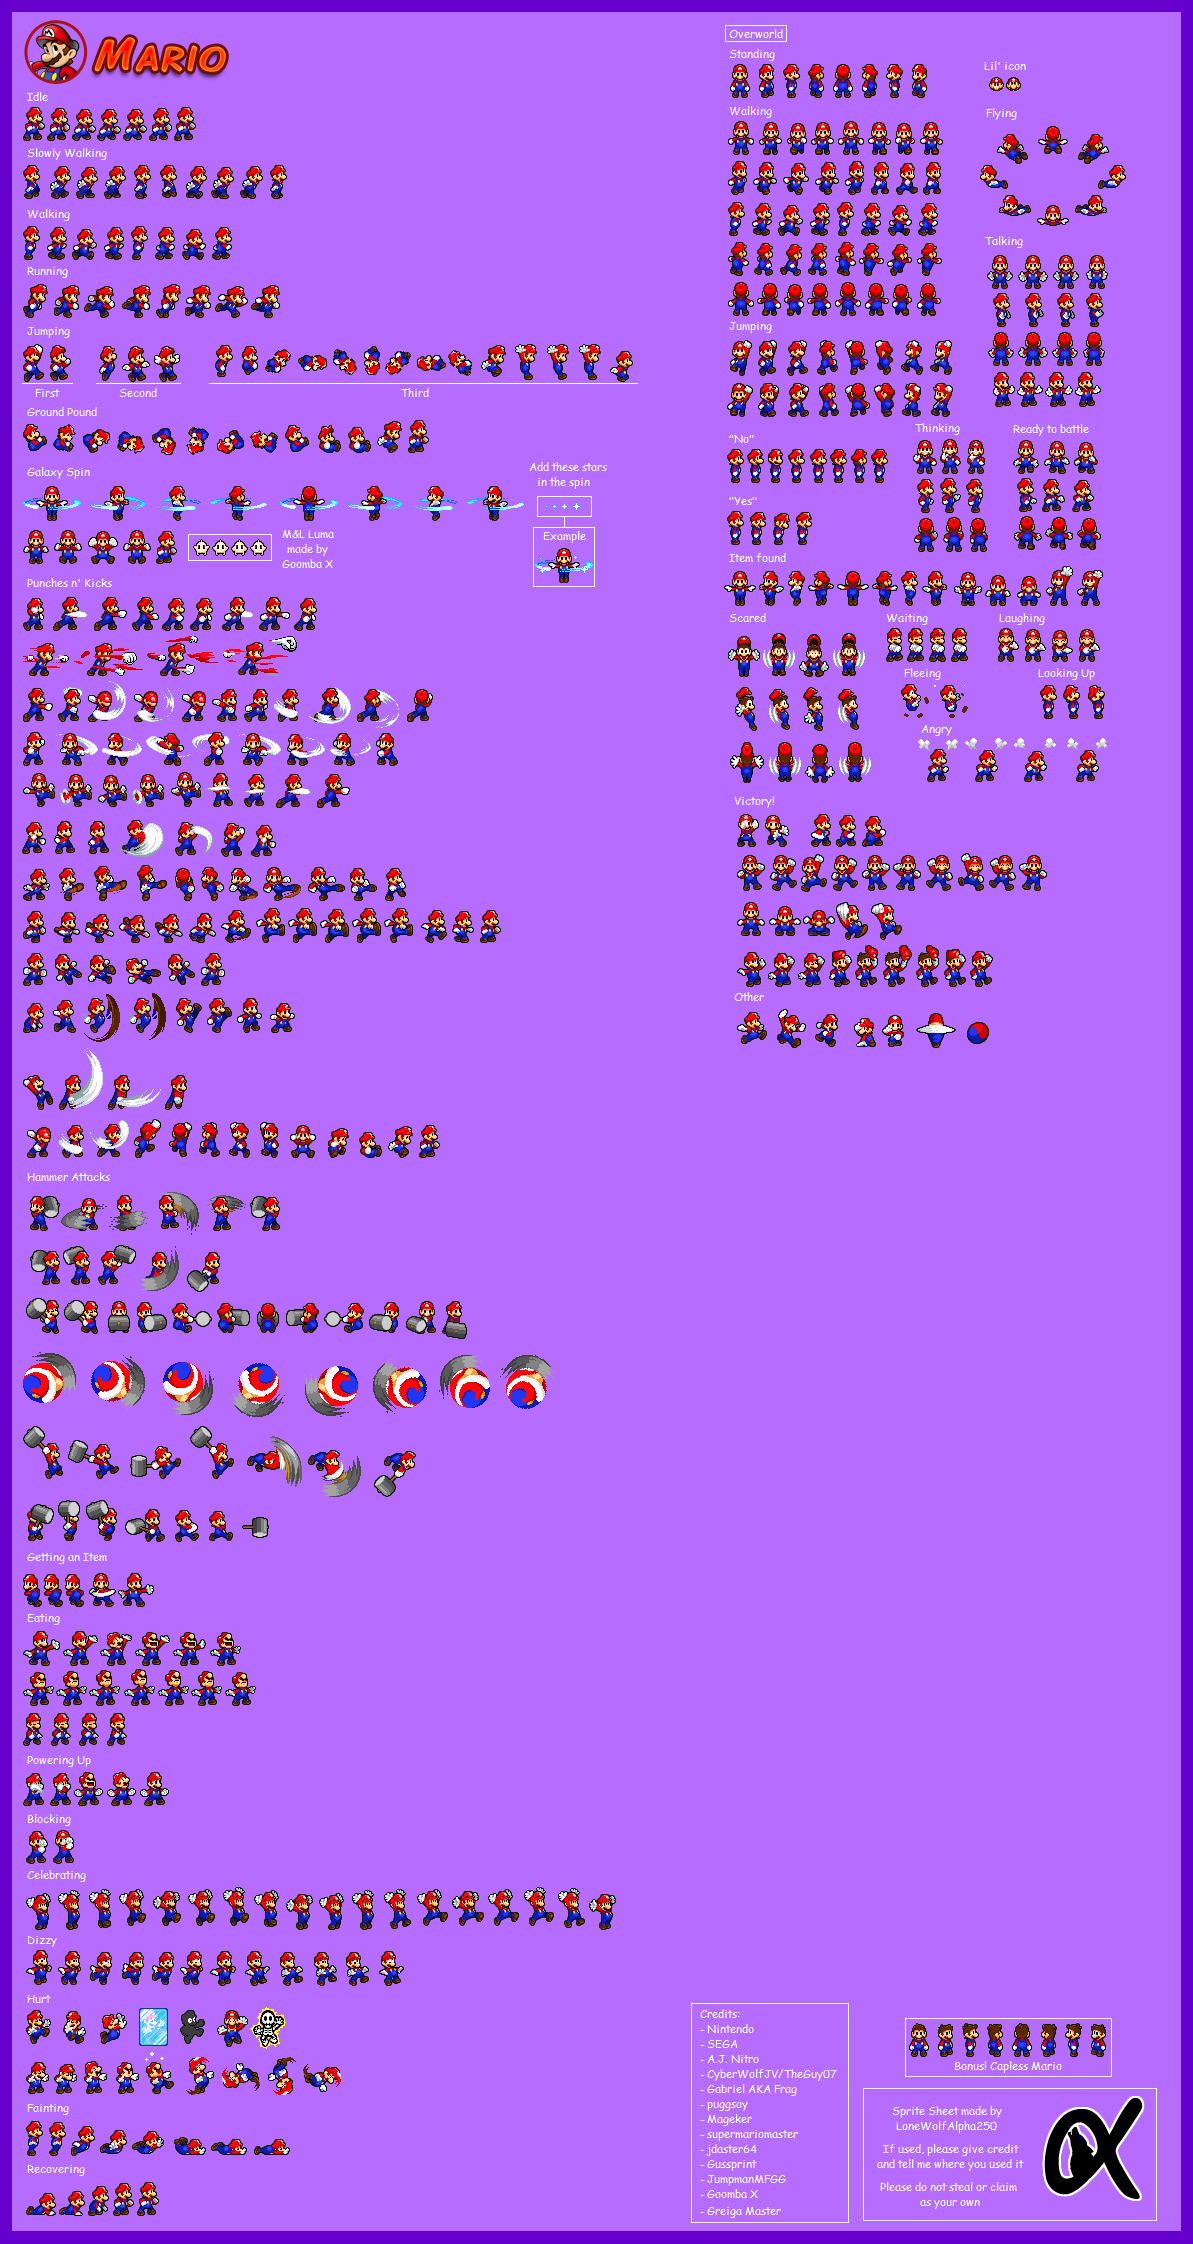 MARIO
Idle
Slowly Walking
Walking
Running
Jumping
First
Second
Third
Ground Pound
Galaxy Spin
Add these stars
in the spin
Example
M&L Luma
made by
Goomba X
Punches n' Kicks
Hammer Attacks
Getting an Item
Eating
Powering Up
Blocking
Celebrating
Dizzy
Hurt
Fainting
Recovering
Overworld
Standing
Lil' icon
Walking
Flying
Talking
Jumping
"No"
Thinking
Ready to battle
"Yes"
Item found
Scared
Waiting
Laughing
Fleeing
Looking Up
Angry
Victory!
Other
Credits:
- Nintendo
- SEGA
- A.J. Nitro
- CyberWolfJV/TheGuy07
- Gabriel AKA Frag
- puggsoy
- Mageker
- supermariomaster
- jdaster64
- Gussprint
- JumpmanMFGG
- Goomba X
- Greiga Master
Bonus! Capless Mario
Sprite Sheet made by
LoneWolfAlpha250
If used, please give credit
and tell me where you used it
Please do not steal or claim
as your own